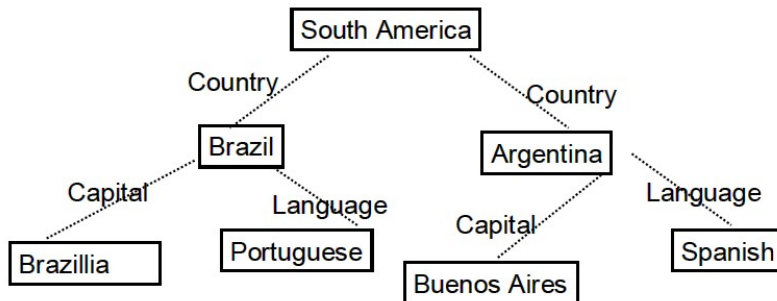 South America
Country
Country
Brazil
Argentina
Capital
Language
Capital
Language
Brazillia
Portuguese
Buenos Aires
Spanish